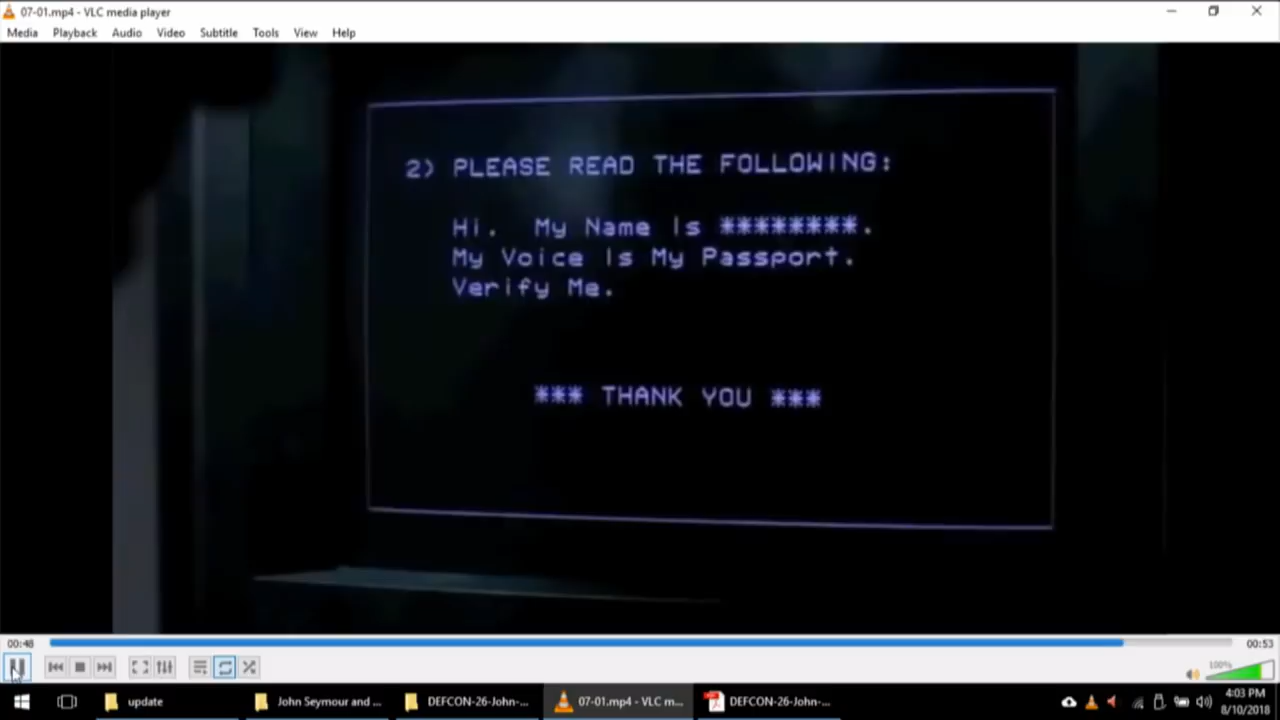 07-01.mp4 - VLC media player
Media Playback Audio Video Subtitle Tools View Help
2) PLEASE READ THE FOLLOWING:
Hi. My Name Is ********.
My Voice Is My Passport.
Verify Me.
*** THANK YOU ***
00:48
00:53
100%
update
John Seymour and ...
DEFCON-26-John-...
07-01.mp4 - VLC m...
DEFCON-26-John-...
4:03 PM
8/10/2018